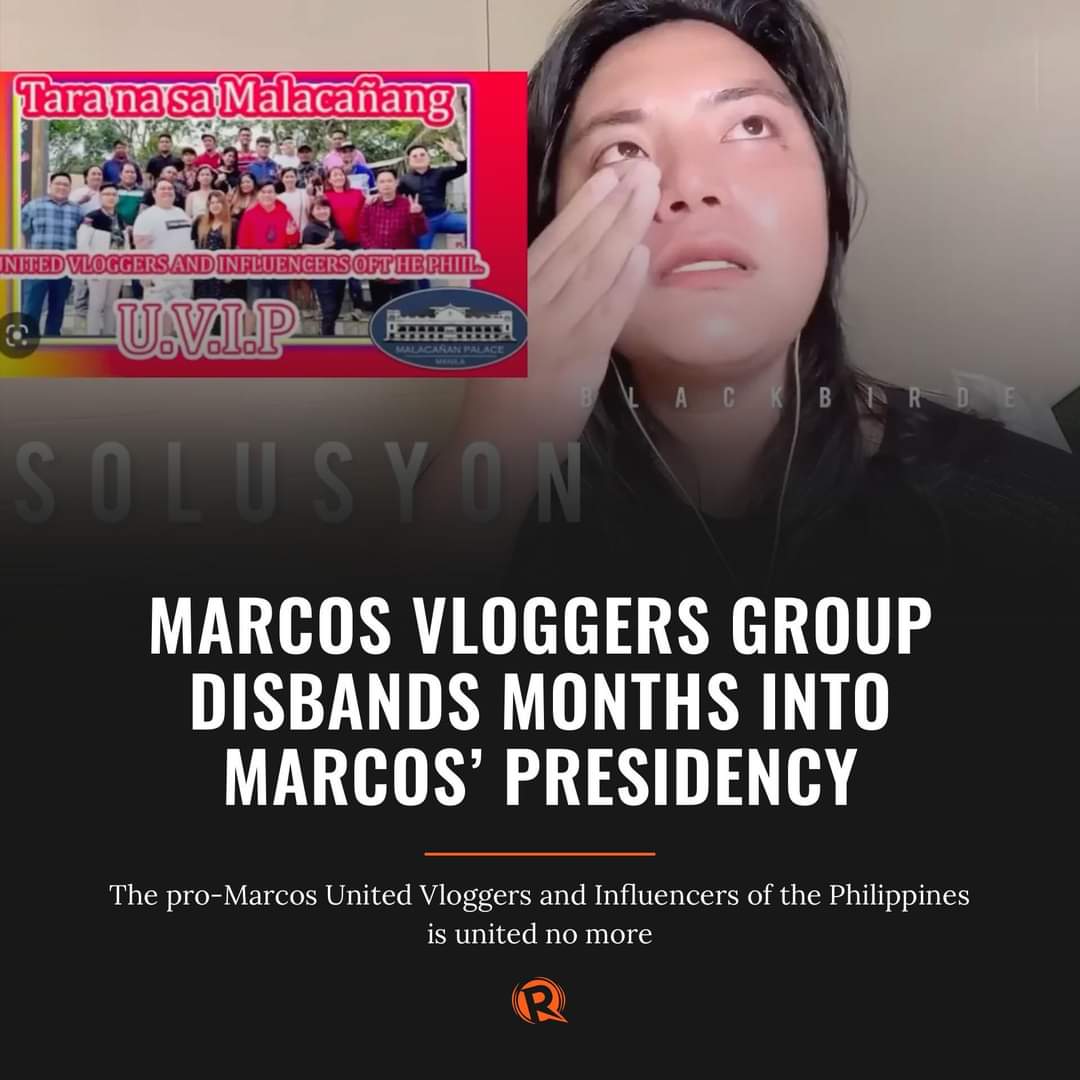 Tara na sa Malacañang
UNITED VLOGGERS AND INFLUENCERS OFT HE PHIL.
U.V.I.P
MALACAÑAN PALACE
MANILA
BLACKBIRDE
SOLUSYON
MARCOS VLOGGERS GROUP
DISBANDS MONTHS INTO
MARCOS’ PRESIDENCY
The pro-Marcos United Vloggers and Influencers of the Philippines
is united no more
R